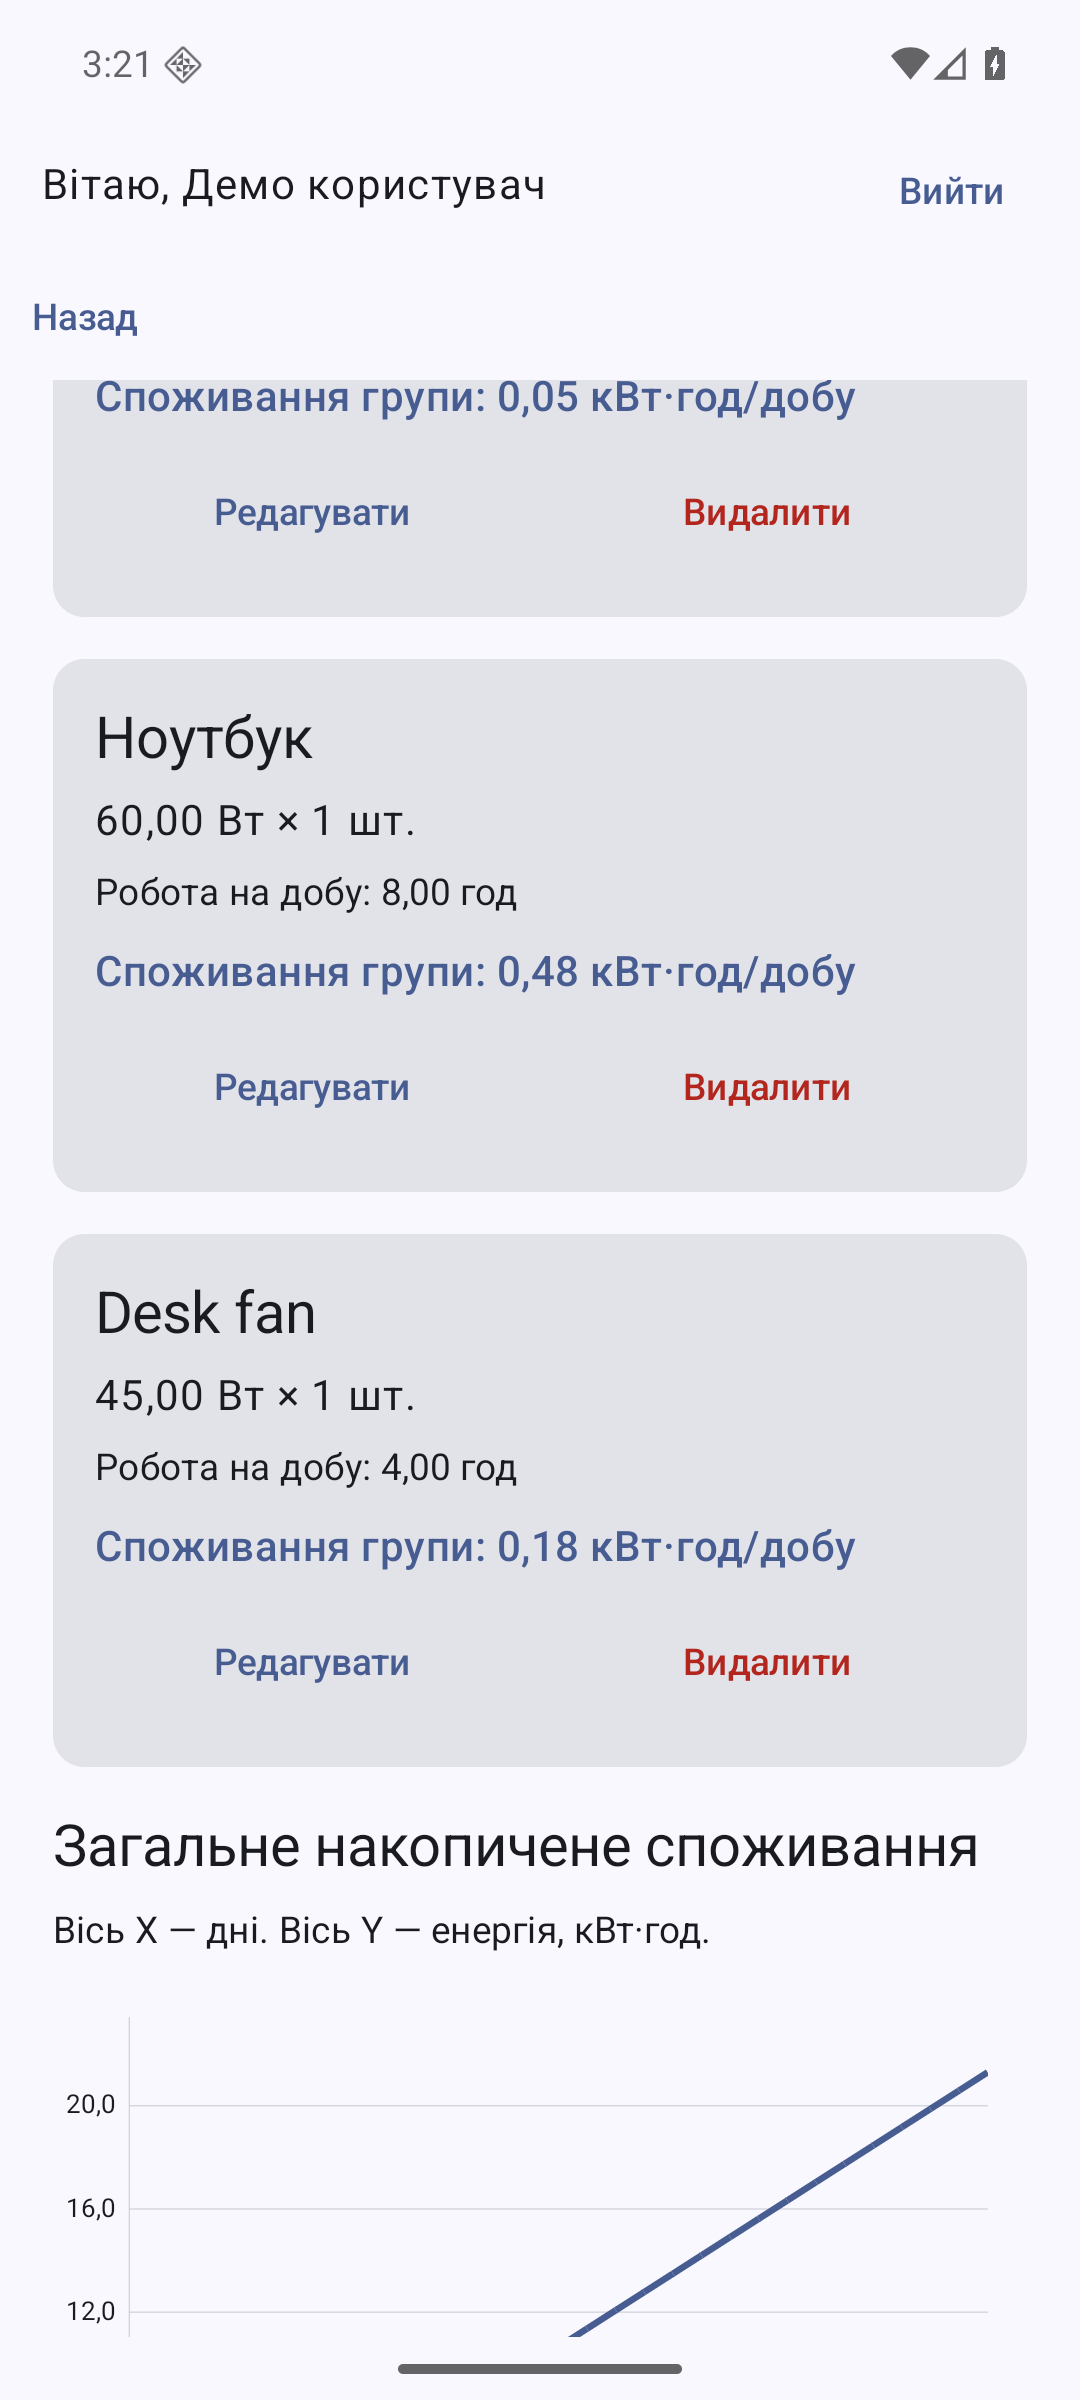 3:21
Вітаю, Демо користувач
Вийти
Назад
Споживання групи: 0,05 кВт·год/добу
Редагувати
Видалити
Ноутбук
60,00 Вт × 1 шт.
Робота на добу: 8,00 год
Споживання групи: 0,48 кВт·год/добу
Редагувати
Видалити
Desk fan
45,00 Вт × 1 шт.
Робота на добу: 4,00 год
Споживання групи: 0,18 кВт·год/добу
Редагувати
Видалити
Загальне накопичене споживання
Вісь X — дні. Вісь Y — енергія, кВт·год.
20,0
16,0
12,0